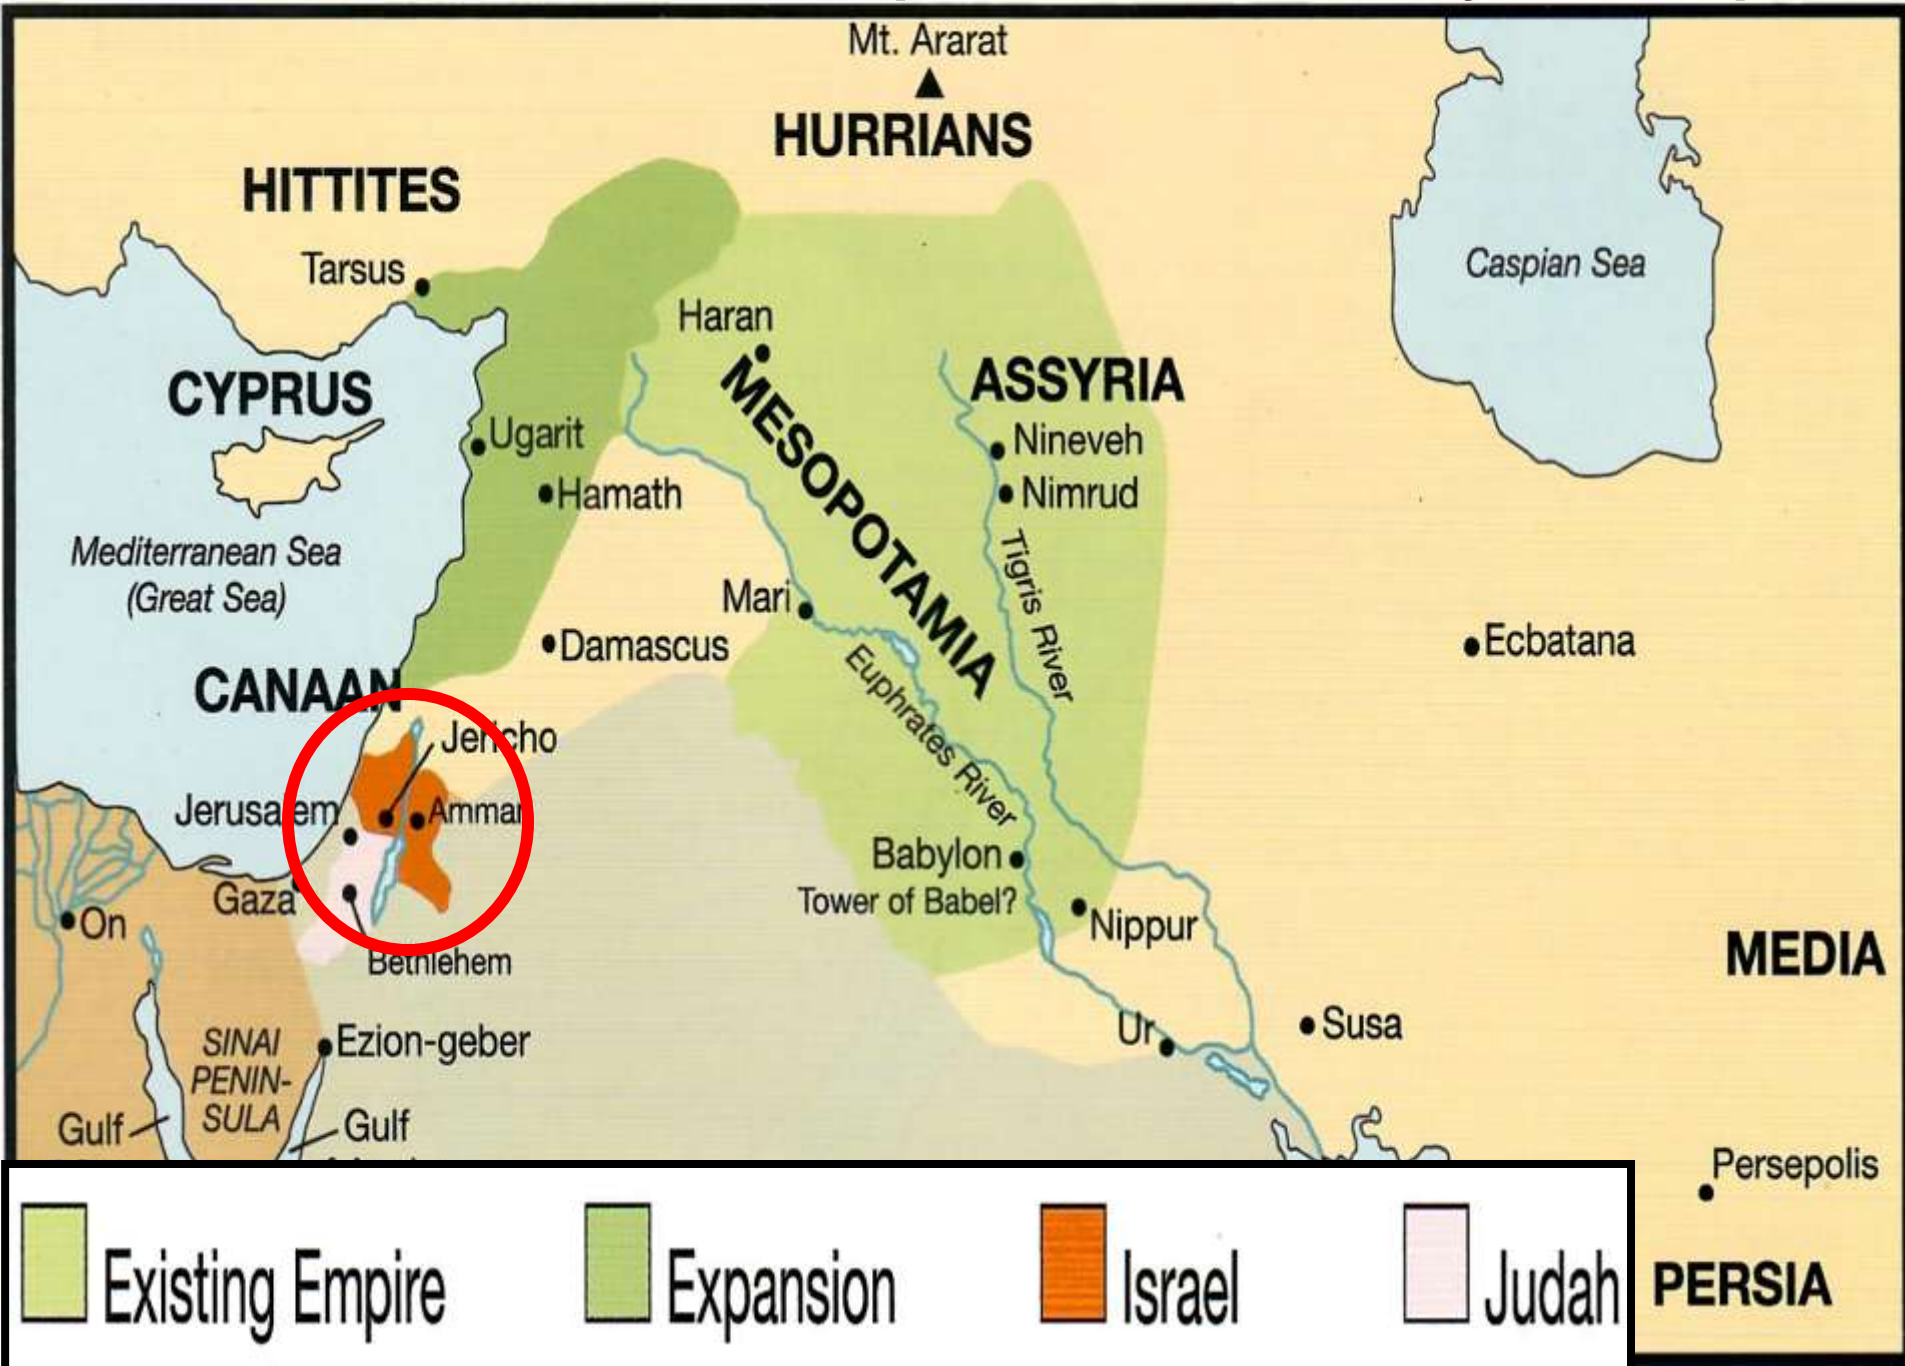 Mt. Ararat
HURRIANS
HITTITES
Tarsus
Caspian Sea
Haran
CYPRUS
MESOPOTAMIA
ASSYRIA
Ugarit
Nineveh
Hamath
Nimrud
Mediterranean Sea
(Great Sea)
Tigris River
Mari
Damascus
Ecbatana
CANAAN
Euphrates River
Jericho
Jerusalem
Amman
Babylon
Tower of Babel?
Gaza
On
Nippur
Bethlehem
MEDIA
Ur
Susa
SINAI
PENIN-
SULA
Ezion-geber
Gulf
Gulf
Persepolis
Existing Empire
Expansion
Israel
Judah
PERSIA